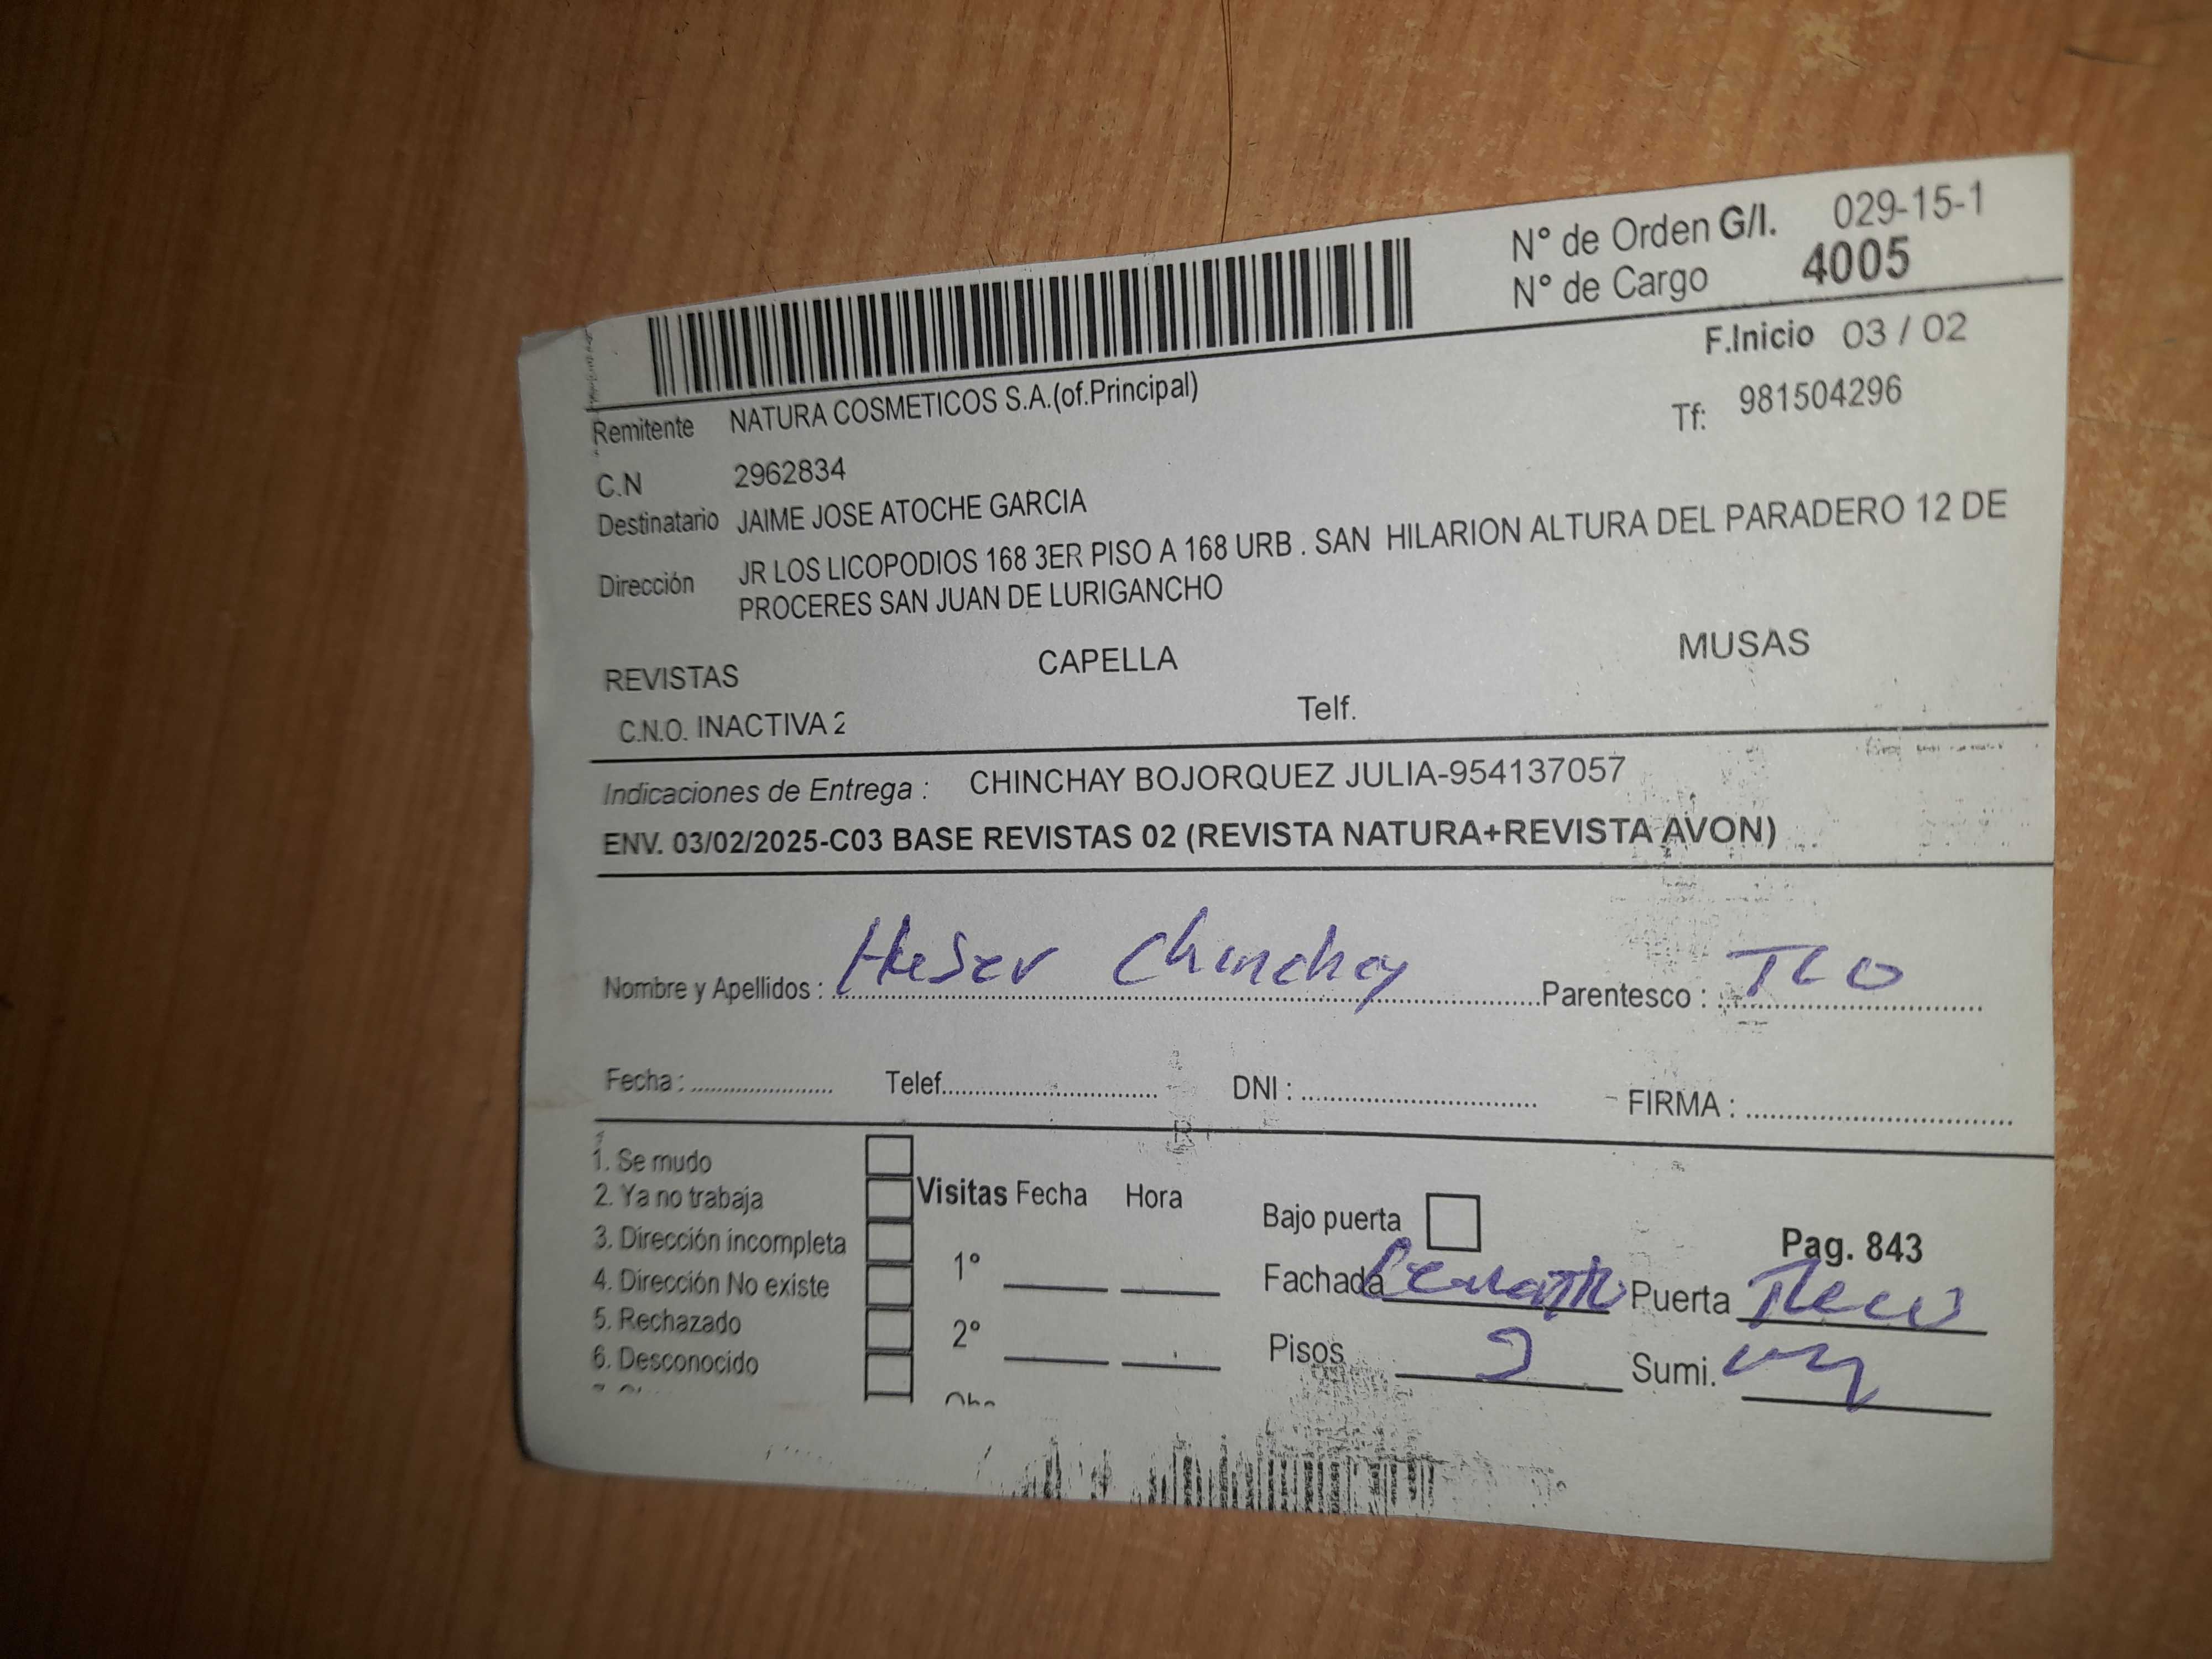 N° de Orden G/I. 029-15-1
N° de Cargo 4005
F.Inicio 03 / 02
Remitente NATURA COSMETICOS S.A.(of.Principal)
Tf: 981504296
C.N 2962834
Destinatario JAIME JOSE ATOCHE GARCIA
Dirección JR LOS LICOPODIOS 168 3ER PISO A 168 URB . SAN HILARION ALTURA DEL PARADERO 12 DE
PROCERES SAN JUAN DE LURIGANCHO
REVISTAS CAPELLA MUSAS
C.N.O. INACTIVA 2 Telf.
Indicaciones de Entrega : CHINCHAY BOJORQUEZ JULIA-954137057
ENV. 03/02/2025-C03 BASE REVISTAS 02 (REVISTA NATURA+REVISTA AVON)
Nombre y Apellidos : Chinchay Parentesco :
Fecha : Telef. DNI : FIRMA :
1. Se mudo
2. Ya no trabaja
3. Dirección incompleta
4. Dirección No existe
5. Rechazado
6. Desconocido
Visitas Fecha Hora
1°
2°
Bajo puerta
Pag. 843
Fachada Puerta
Pisos Sumi.